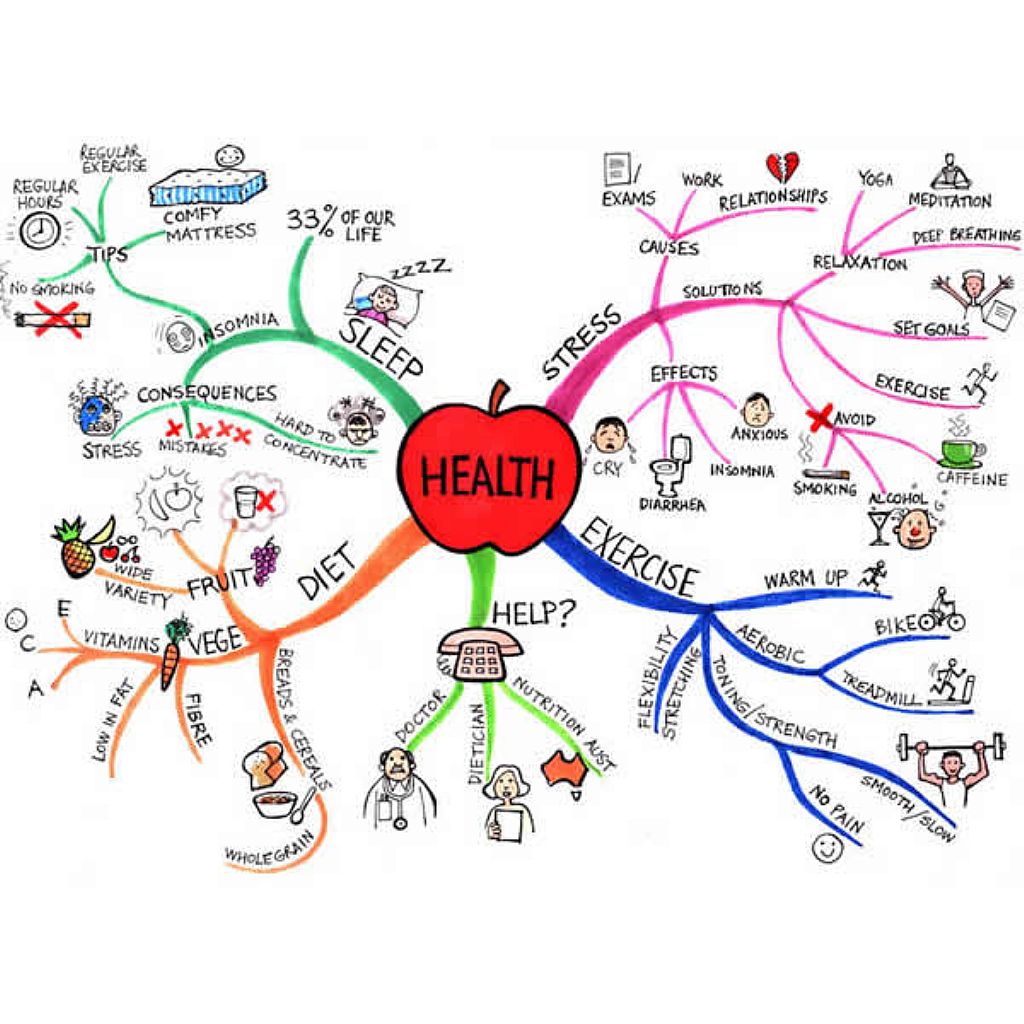 HEALTH
SLEEP
33% OF OUR
LIFE
ZZZZ
INSOMNIA
TIPS
REGULAR
EXERCISE
REGULAR
HOURS
COMFY
MATTRESS
NO SMOKING
CONSEQUENCES
STRESS
MISTAKES
HARD TO
CONCENTRATE
STRESS
CAUSES
EXAMS
WORK
RELATIONSHIPS
SOLUTIONS
RELAXATION
YOGA
MEDITATION
DEEP BREATHING
SET GOALS
EXERCISE
AVOID
SMOKING
ALCOHOL
CAFFEINE
EFFECTS
CRY
DIARRHEA
INSOMNIA
ANXIOUS
EXERCISE
WARM UP
AEROBIC
BIKE
TREADMILL
TONING/STRENGTH
SMOOTH/SLOW
NO PAIN
FLEXIBILITY
STRETCHING
HELP?
DOCTOR
DIETICIAN
NUTRITION AUST
DIET
FRUIT
WIDE
VARIETY
VEGE
VITAMINS
E
C
A
LOW IN FAT
FIBRE
BREADS & CEREALS
WHOLEGRAIN